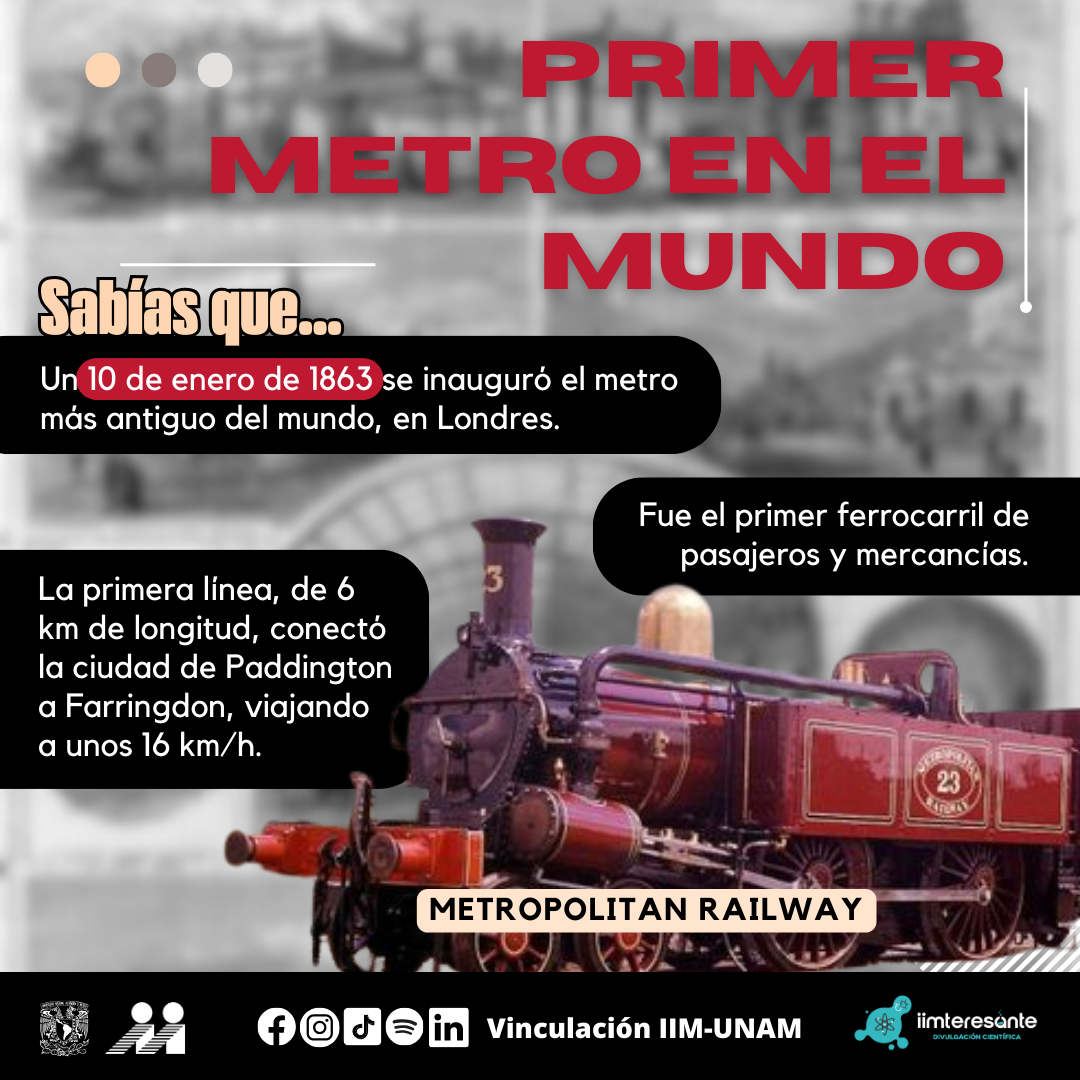 PRIMER
METRO EN EL
MUNDO
Sabías que...
Un 10 de enero de 1863 se inauguró el metro
más antiguo del mundo, en Londres.
Fue el primer ferrocarril de
pasajeros y mercancías.
La primera línea, de 6
km de longitud, conectó
la ciudad de Paddington
a Farringdon, viajando
a unos 16 km/h.
23
METROPOLITAN
23
RAILWAY
METROPOLITAN RAILWAY
Vinculación IIM-UNAM
iimteresante
DIVULGACIÓN CIENTÍFICA